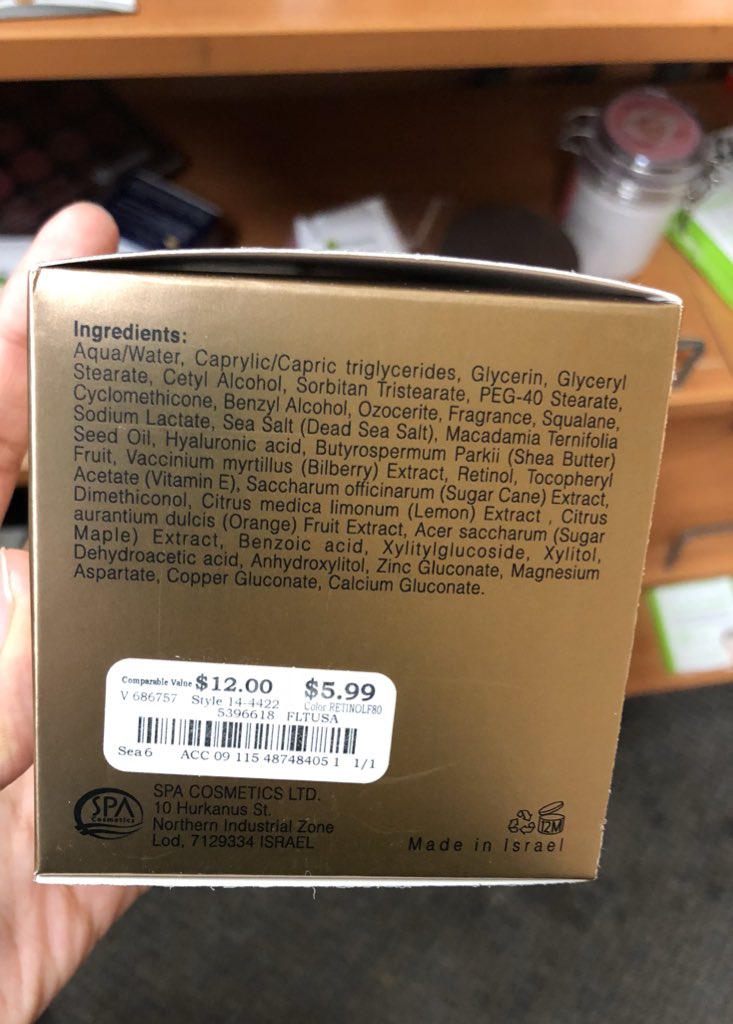 Ingredients:
Aqua/Water, Caprylic/Capric triglycerides, Glycerin, Glyceryl
Stearate, Cetyl Alcohol, Sorbitan Tristearate, PEG-40 Stearate,
Cyclomethicone, Benzyl Alcohol, Ozocerite, Fragrance, Squalane,
Sodium Lactate, Sea Salt (Dead Sea Salt), Macadamia Ternifolia
Seed Oil, Hyaluronic acid, Butyrospermum Parkii (Shea Butter)
Fruit, Vaccinium myrtillus (Bilberry) Extract, Retinol, Tocopheryl
Acetate (Vitamin E), Saccharum officinarum (Sugar Cane) Extract,
Dimethiconol, Citrus medica limonum (Lemon) Extract , Citrus
aurantium dulcis (Orange) Fruit Extract, Acer saccharum (Sugar
Maple) Extract, Benzoic acid, Xylitylglucoside, Xylitol,
Dehydroacetic acid, Anhydroxylitol, Zinc Gluconate, Magnesium
Aspartate, Copper Gluconate, Calcium Gluconate.
Comparable Value $12.00 $5.99
V 686757 Style 14-4422 Color RETINOLF80
5396618 FLTUSA
Sea6 ACC 09 115 48748405 1 1/1
SPA
Cosmetics
SPA COSMETICS LTD.
10 Hurkanus St.
Northern Industrial Zone
Lod, 7129334 ISRAEL
12M
Made in Israel